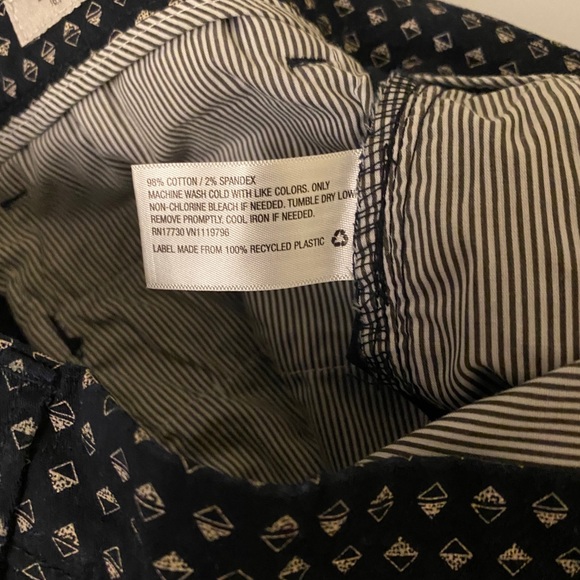 98% COTTON / 2% SPANDEX
MACHINE WASH COLD WITH LIKE COLORS. ONLY
NON-CHLORINE BLEACH IF NEEDED. TUMBLE DRY LOW
REMOVE PROMPTLY. COOL IRON IF NEEDED.
RN17730 VN1119796
LABEL MADE FROM 100% RECYCLED PLASTIC